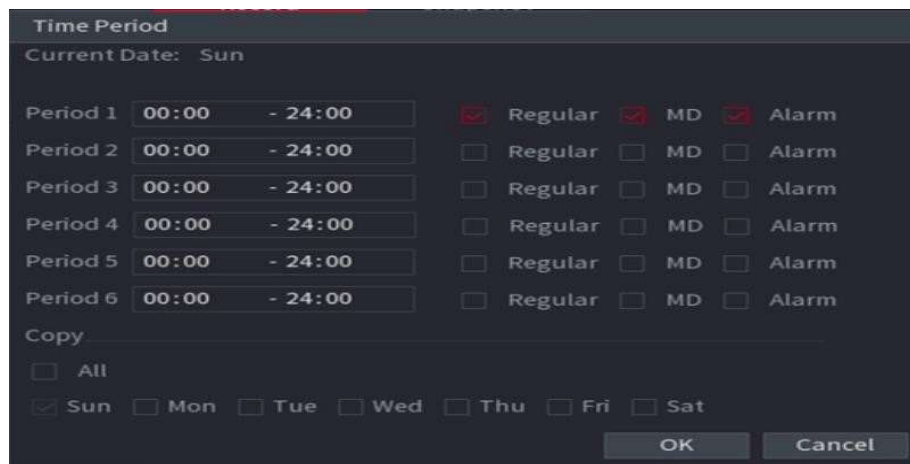 Time Period
Current Date: Sun
Period 1 00:00 - 24:00 Regular MD Alarm
Period 2 00:00 - 24:00 Regular MD Alarm
Period 3 00:00 - 24:00 Regular MD Alarm
Period 4 00:00 - 24:00 Regular MD Alarm
Period 5 00:00 - 24:00 Regular MD Alarm
Period 6 00:00 - 24:00 Regular MD Alarm
Copy
All
Sun Mon Tue Wed Thu Fri Sat
OK Cancel